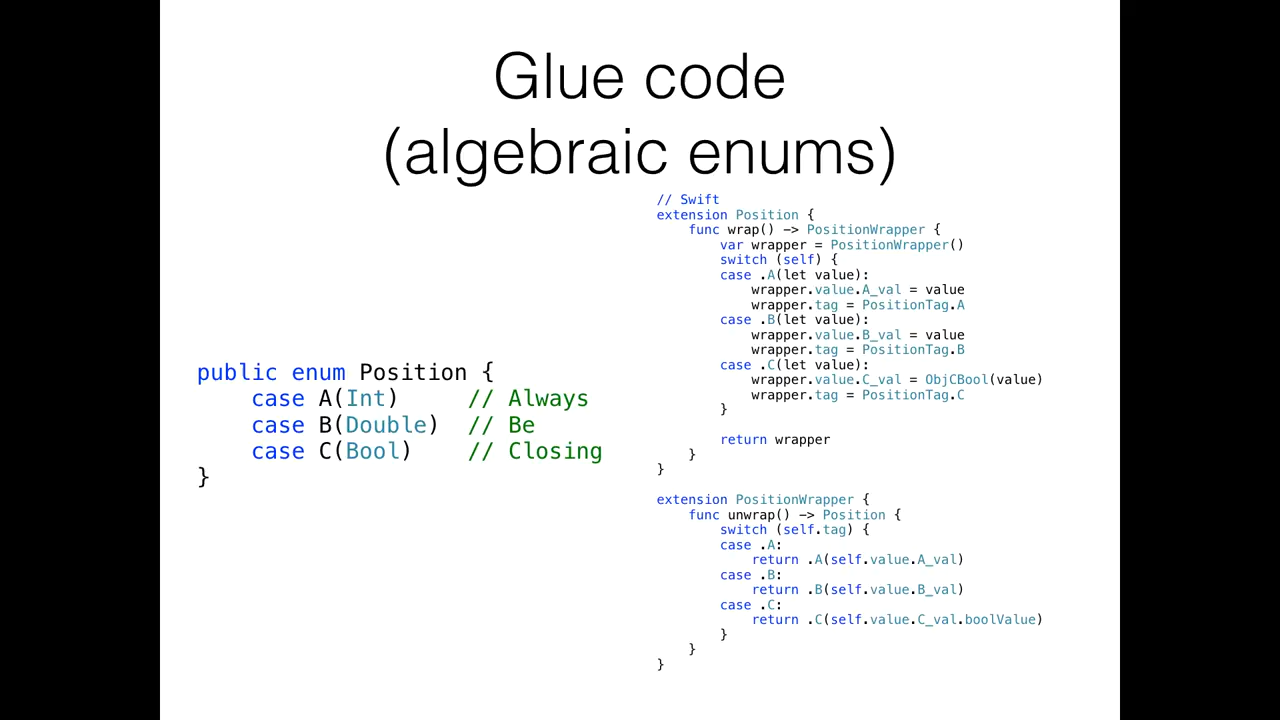 Glue code
(algebraic enums)
public enum Position {
    case A(Int)     // Always
    case B(Double)  // Be
    case C(Bool)    // Closing
}
// Swift
extension Position {
    func wrap() -> PositionWrapper {
        var wrapper = PositionWrapper()
        switch (self) {
        case .A(let value):
            wrapper.value.A_val = value
            wrapper.tag = PositionTag.A
        case .B(let value):
            wrapper.value.B_val = value
            wrapper.tag = PositionTag.B
        case .C(let value):
            wrapper.value.C_val = ObjCBool(value)
            wrapper.tag = PositionTag.C
        }

        return wrapper
    }
}

extension PositionWrapper {
    func unwrap() -> Position {
        switch (self.tag) {
        case .A:
            return .A(self.value.A_val)
        case .B:
            return .B(self.value.B_val)
        case .C:
            return .C(self.value.C_val.boolValue)
        }
    }
}